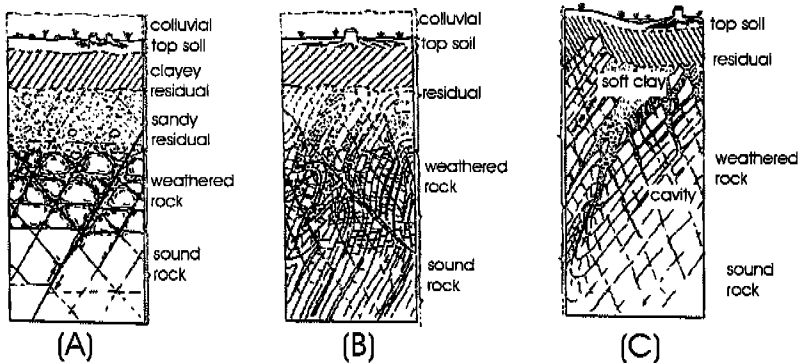 colluvial
top soil
clayey
residual
sandy
residual
weathered
rock
sound
rock
(A)
colluvial
top soil
residual
weathered
rock
sound
rock
(B)
top soil
residual
soft clay
weathered
rock
cavity
sound
rock
(C)